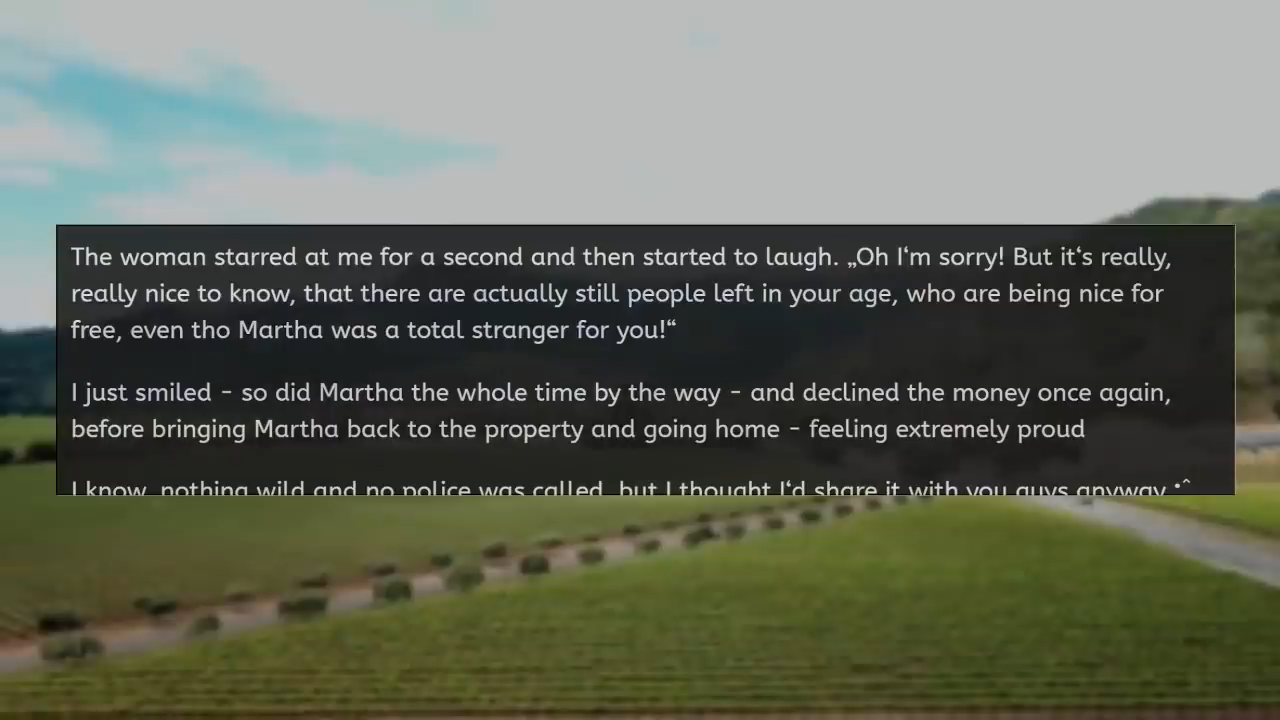 The woman starred at me for a second and then started to laugh. „Oh I‘m sorry! But it‘s really,
really nice to know, that there are actually still people left in your age, who are being nice for
free, even tho Martha was a total stranger for you!“
I just smiled - so did Martha the whole time by the way - and declined the money once again,
before bringing Martha back to the property and going home - feeling extremely proud
I know, nothing wild and no police was called, but I thought I‘d share it with you guys anyway •^